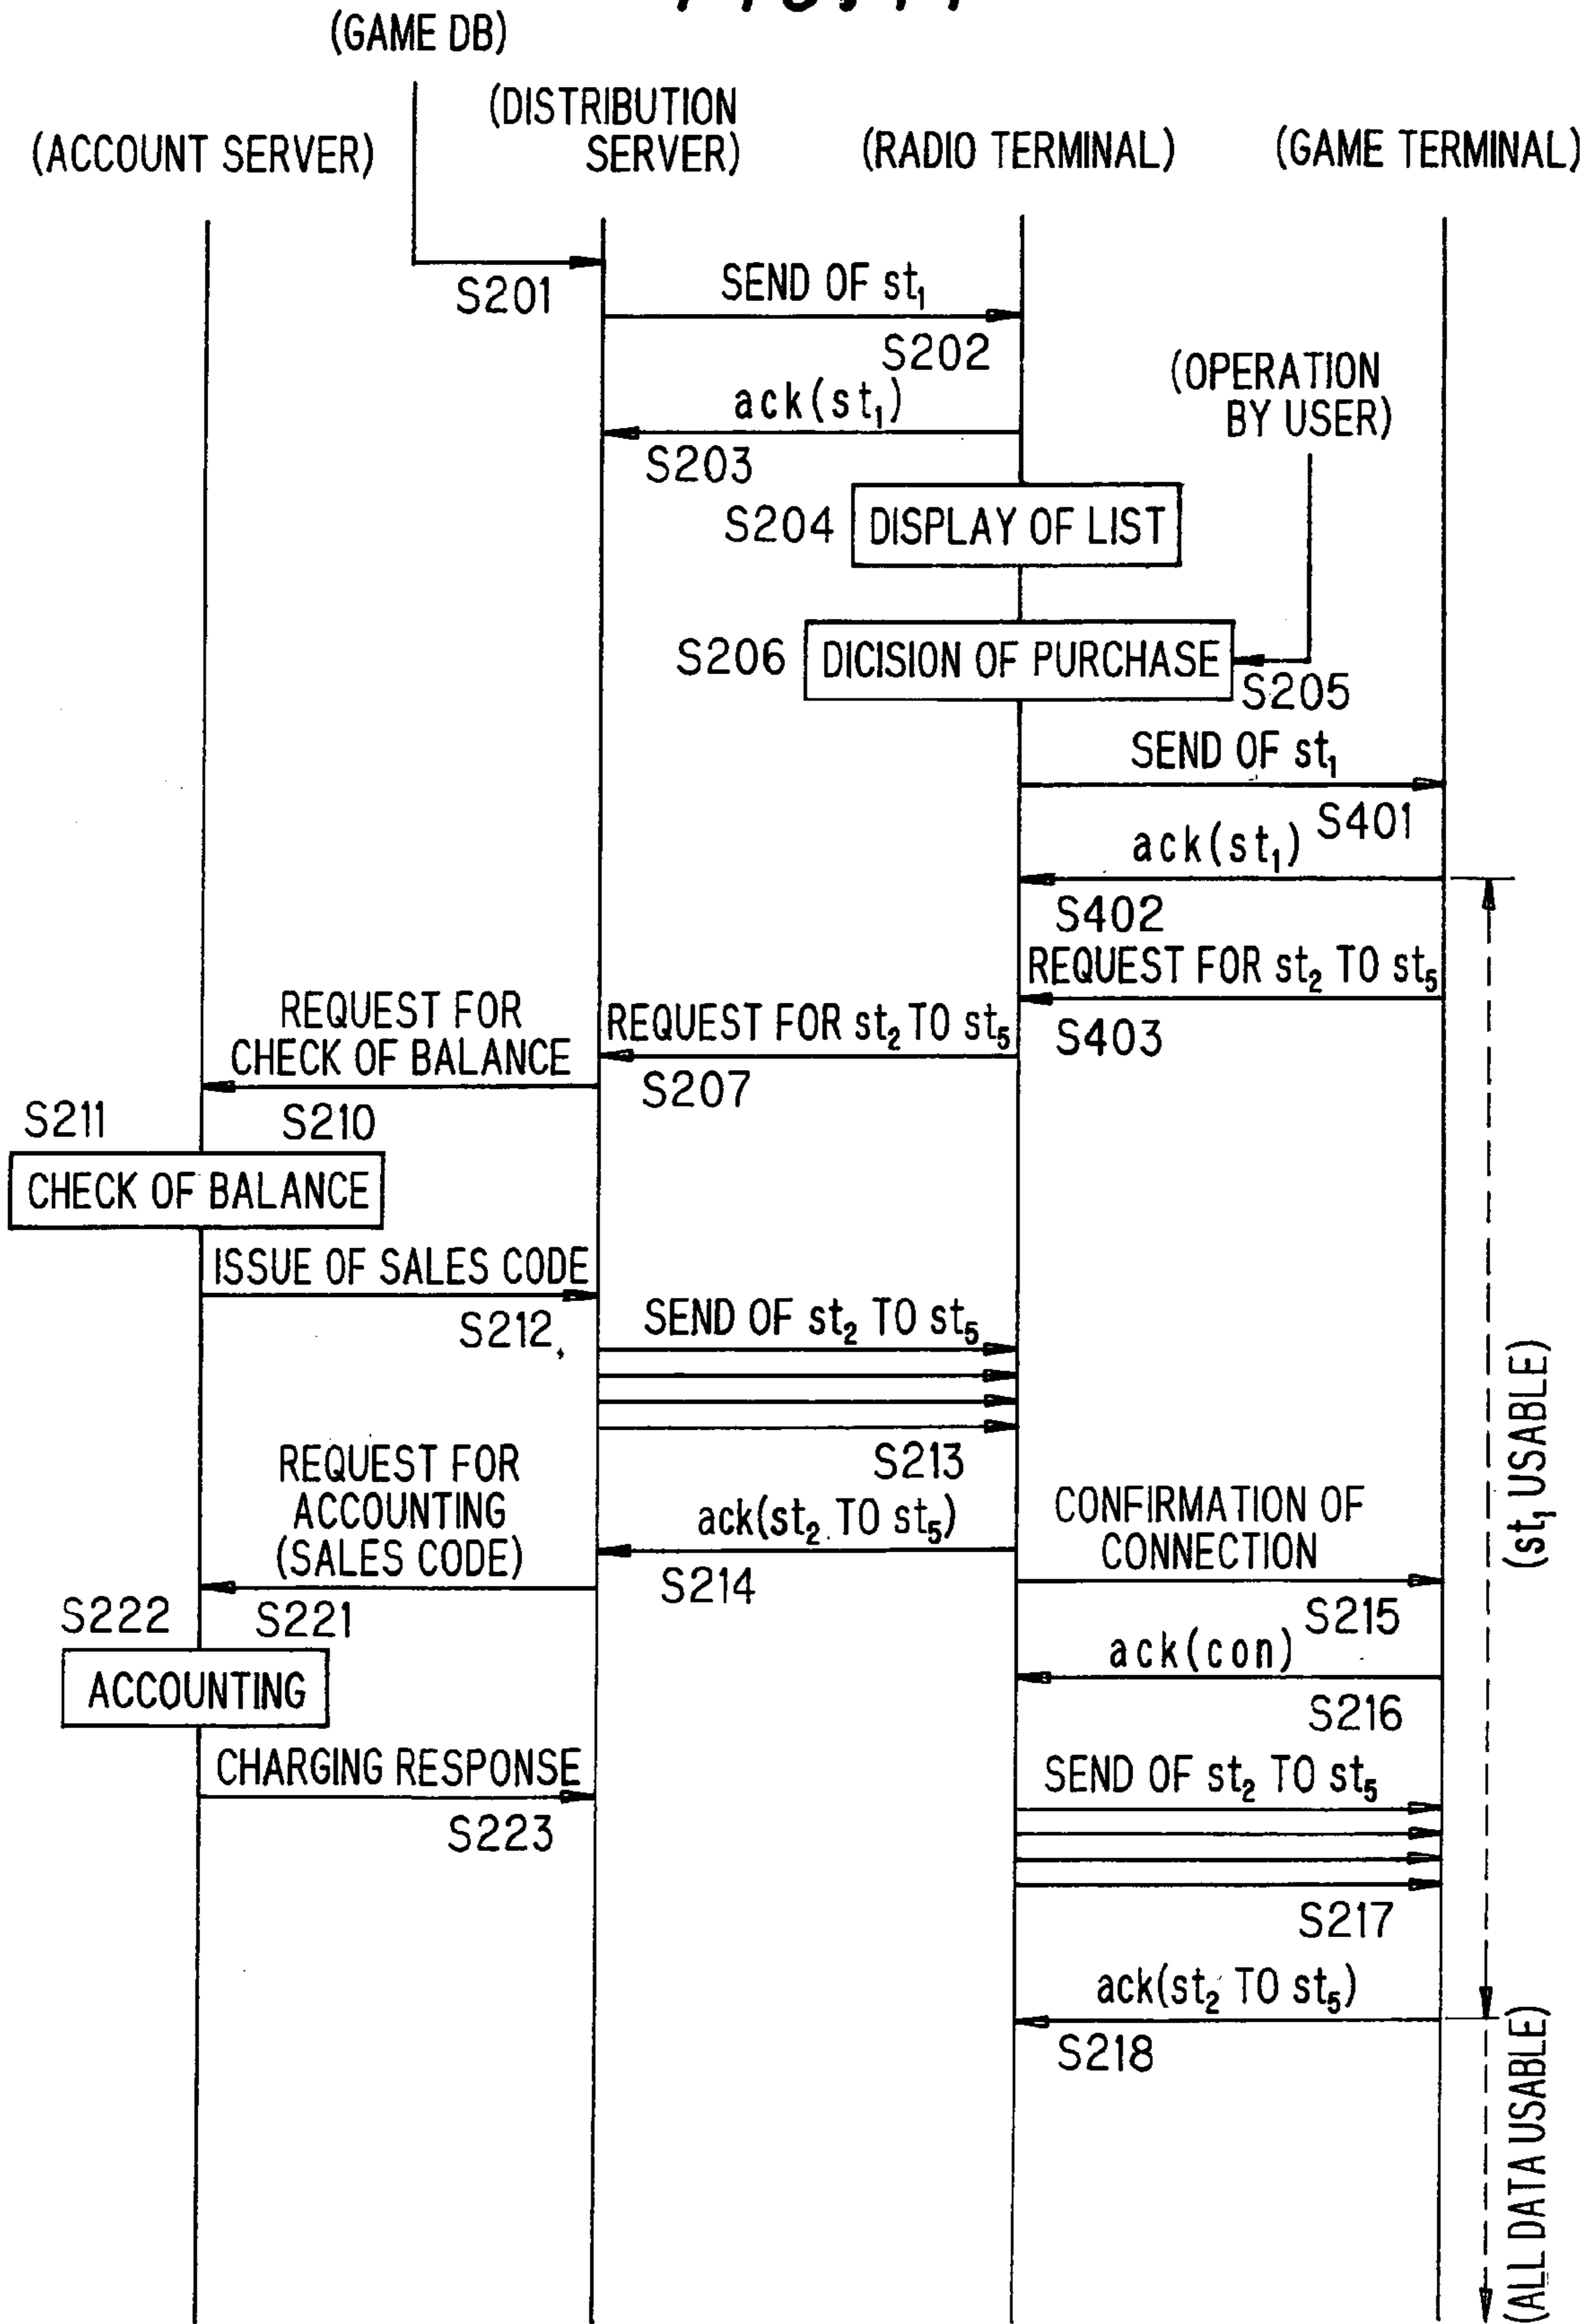 (GAME DB)
(DISTRIBUTION
SERVER)
(ACCOUNT SERVER)
(RADIO TERMINAL)
(GAME TERMINAL)
S201
SEND OF st₁
S202
(OPERATION
BY USER)
ack(st₁)
S203
S204
DISPLAY OF LIST
S206
DICISION OF PURCHASE
S205
SEND OF st₁
S401
ack(st₁)
S402
REQUEST FOR st₂ TO st₅
S403
REQUEST FOR st₂ TO st₅
S207
REQUEST FOR
CHECK OF BALANCE
S210
S211
CHECK OF BALANCE
ISSUE OF SALES CODE
S212
SEND OF st₂ TO st₅
S213
REQUEST FOR
ACCOUNTING
(SALES CODE)
S221
ack(st₂ TO st₅)
S214
CONFIRMATION OF
CONNECTION
S215
S222
ACCOUNTING
ack(con)
S216
CHARGING RESPONSE
S223
SEND OF st₂ TO st₅
S217
ack(st₂ TO st₅)
S218
(st₁ USABLE)
(ALL DATA USABLE)